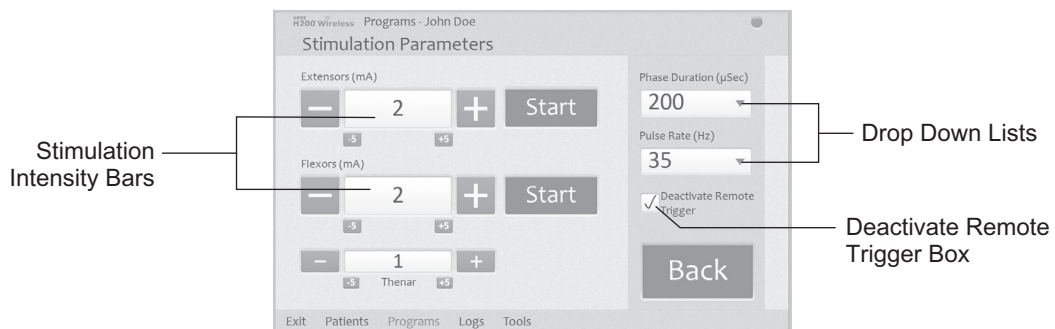 NESS
H200 Wireless Programs - John Doe
Stimulation Parameters
Extensors (mA)
− 2 + Start
-5 +5
Flexors (mA)
− 2 + Start
-5 +5
− 1 +
-5 Thenar +5
Phase Duration (µSec)
200
Pulse Rate (Hz)
35
Deactivate Remote
Trigger
Back
Exit Patients Programs Logs Tools
Stimulation
Intensity Bars
Drop Down Lists
Deactivate Remote
Trigger Box